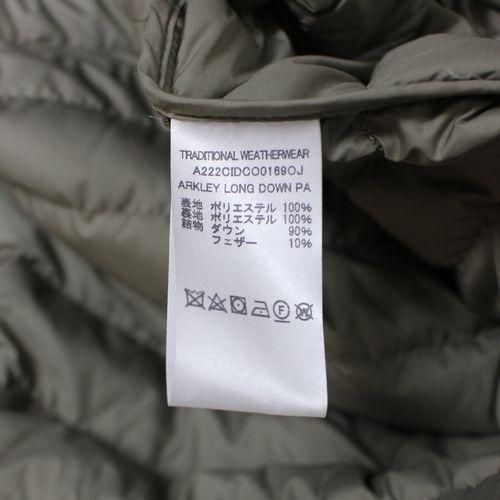 TRADITIONAL WEATHERWEAR
A222CIDCO0169OJ
ARKLEY LONG DOWN PA
表地 ポリエステル 100%
裏地 ポリエステル 100%
詰物 ダウン 90%
フェザー 10%
F
W